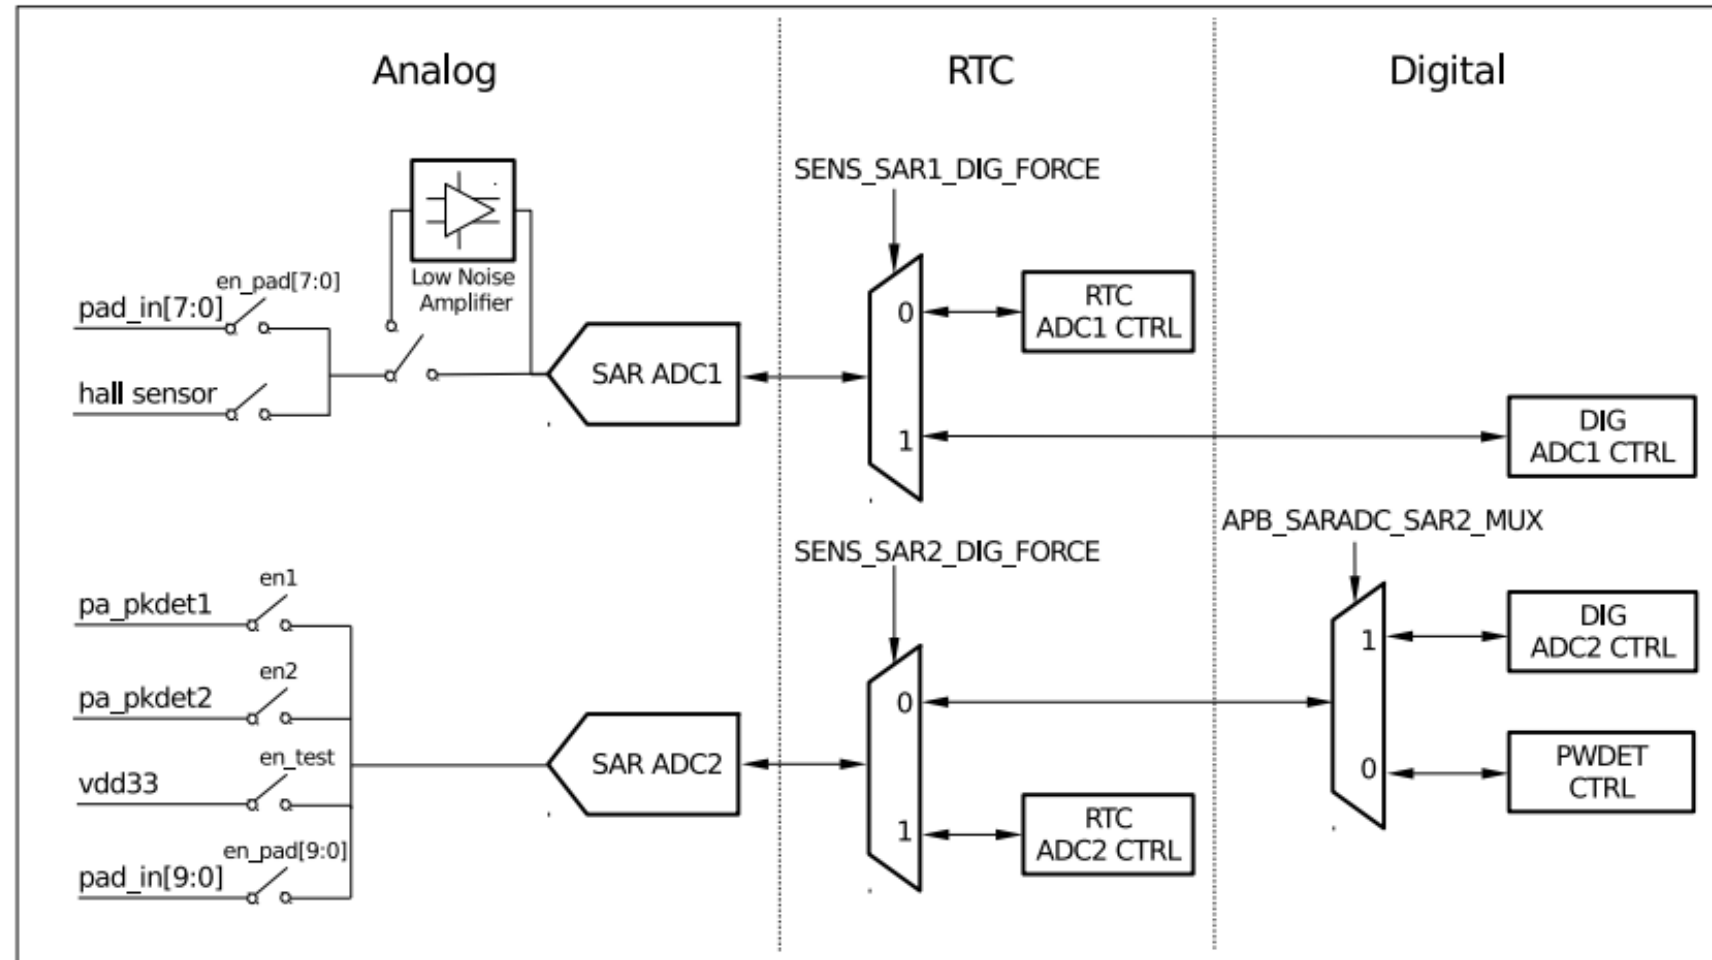 Analog
RTC
Digital
SENS_SAR1_DIG_FORCE
en_pad[7:0]
Low Noise
Amplifier
pad_in[7:0]
hall sensor
SAR ADC1
0
1
RTC
ADC1 CTRL
DIG
ADC1 CTRL
APB_SARADC_SAR2_MUX
SENS_SAR2_DIG_FORCE
en1
pa_pkdet1
en2
pa_pkdet2
en_test
vdd33
en_pad[9:0]
pad_in[9:0]
SAR ADC2
0
1
RTC
ADC2 CTRL
1
0
DIG
ADC2 CTRL
PWDET
CTRL